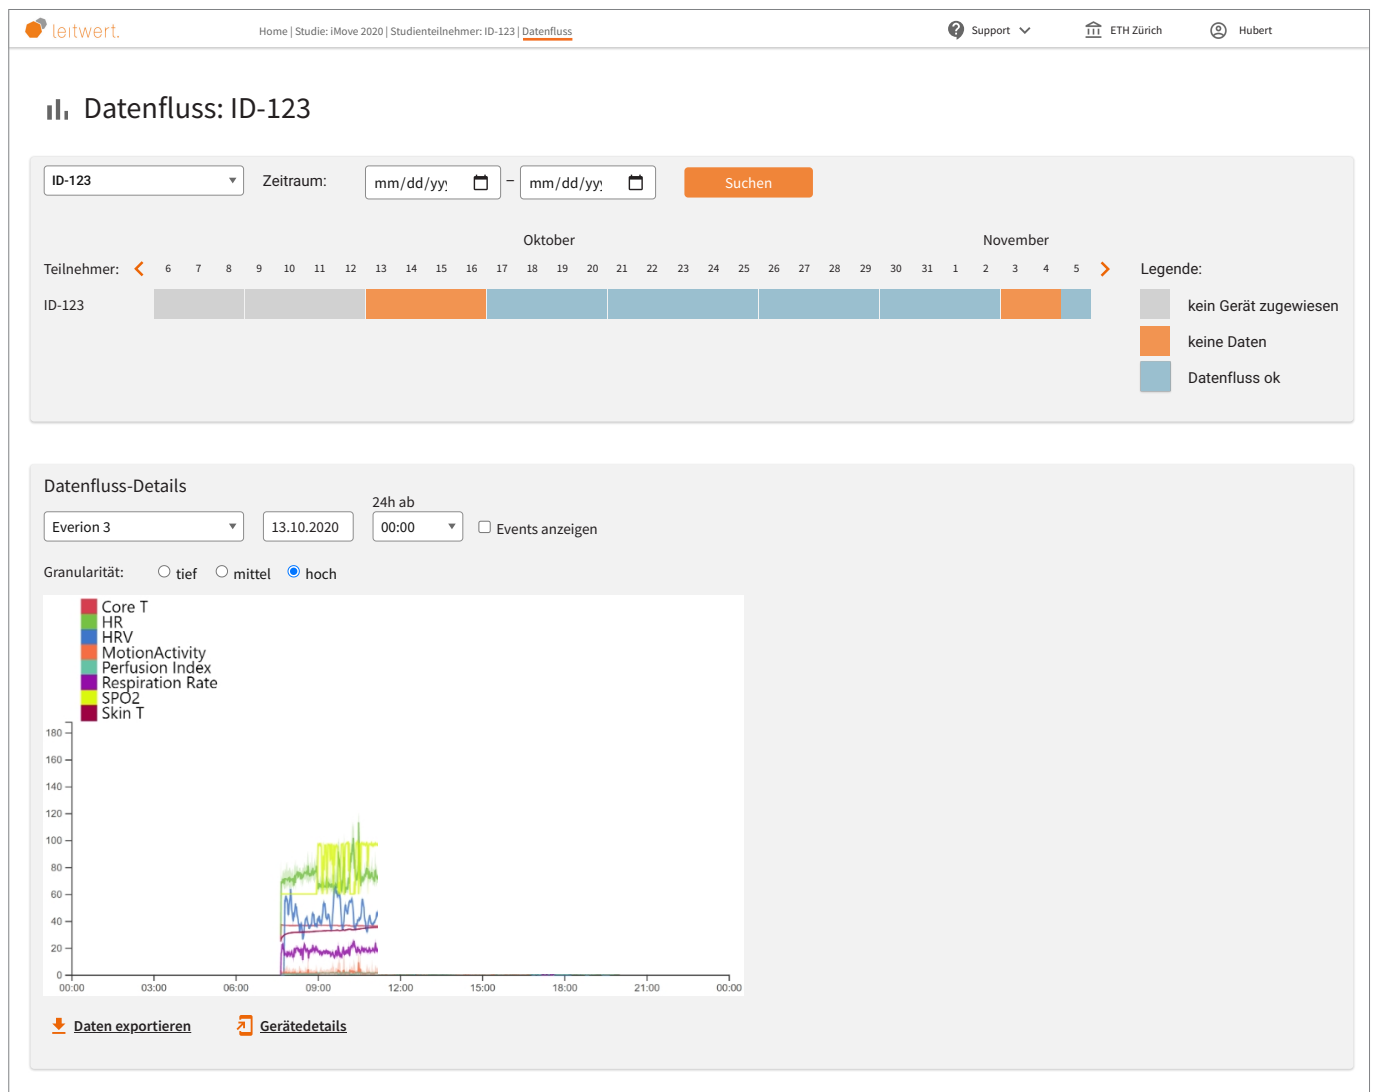 leitwert.
Home | Studie: iMove 2020 | Studienteilnehmer: ID-123 | Datenfluss
Support
ETH Zürich
Hubert
Datenfluss: ID-123
ID-123
Zeitraum:
mm/dd/yy
–
mm/dd/yy
Suchen
Oktober
November
Teilnehmer:
6 7 8 9 10 11 12 13 14 15 16 17 18 19 20 21 22 23 24 25 26 27 28 29 30 31 1 2 3 4 5
Legende:
ID-123
kein Gerät zugewiesen
keine Daten
Datenfluss ok
Datenfluss-Details
24h ab
Everion 3
13.10.2020
00:00
Events anzeigen
Granularität:
tief
mittel
hoch
Core T
HR
HRV
MotionActivity
Perfusion Index
Respiration Rate
SPO2
Skin T
180
160
140
120
100
80
60
40
20
0
00:00 03:00 06:00 09:00 12:00 15:00 18:00 21:00 00:00
Daten exportieren
Gerätedetails